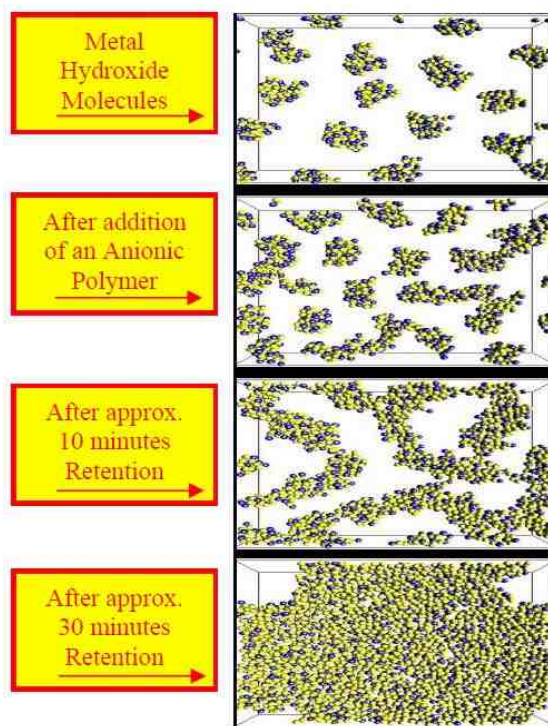 Metal
Hydroxide
Molecules
After addition
of an Anionic
Polymer
After approx.
10 minutes
Retention
After approx.
30 minutes
Retention